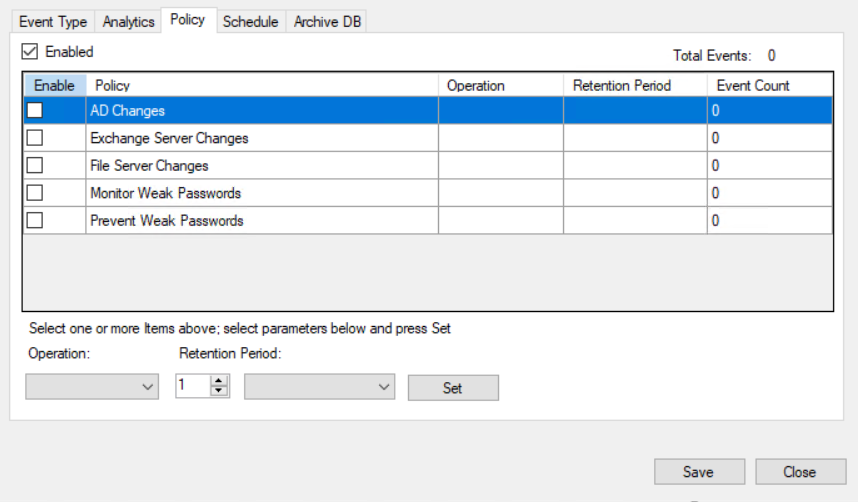 Event Type Analytics Policy Schedule Archive DB
Enabled
Total Events: 0
Enable Policy Operation Retention Period Event Count
AD Changes 0
Exchange Server Changes 0
File Server Changes 0
Monitor Weak Passwords 0
Prevent Weak Passwords 0
Select one or more Items above; select parameters below and press Set
Operation: Retention Period:
1 Set
Save Close